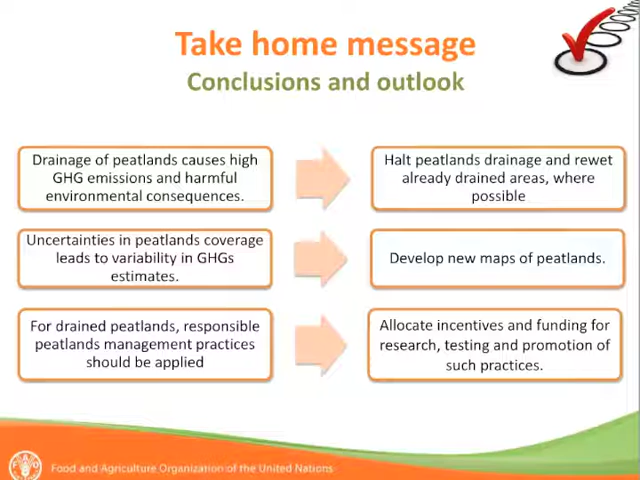 Take home message
Conclusions and outlook
Drainage of peatlands causes high
GHG emissions and harmful
environmental consequences.
Halt peatlands drainage and rewet
already drained areas, where
possible
Uncertainties in peatlands coverage
leads to variability in GHGs
estimates.
Develop new maps of peatlands.
For drained peatlands, responsible
peatlands management practices
should be applied
Allocate incentives and funding for
research, testing and promotion of
such practices.
FAO
Food and Agriculture Organization of the United Nations